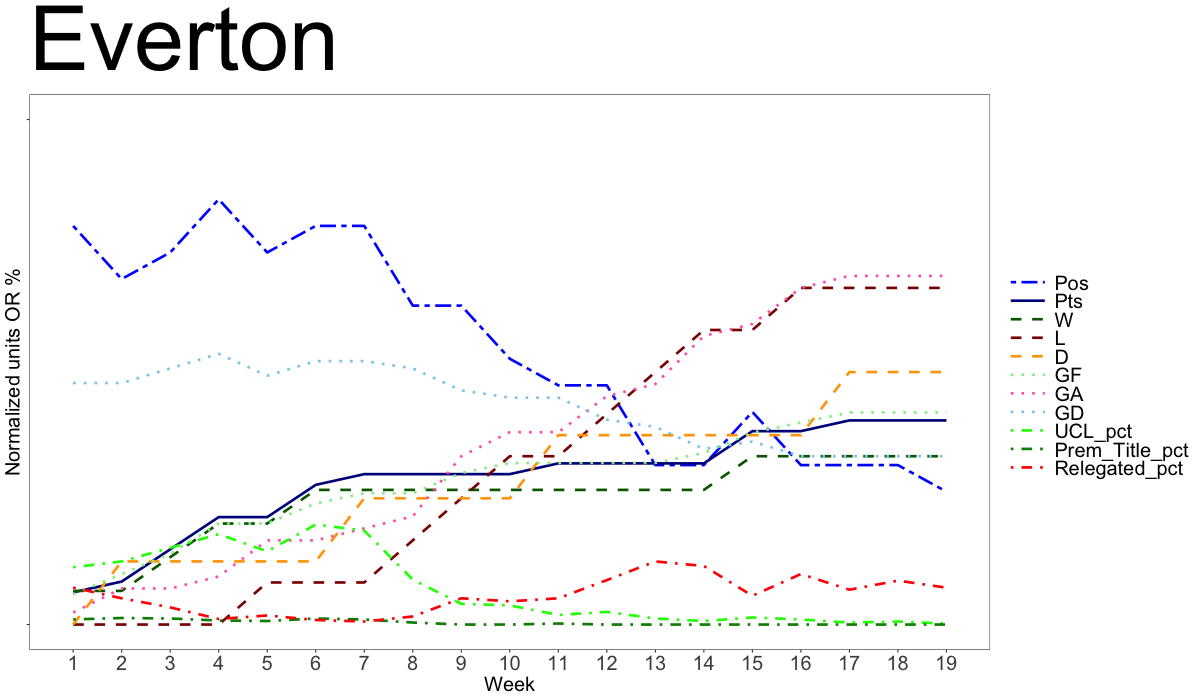 Everton
Normalized units OR %
Pos
Pts
W
L
D
GF
GA
GD
UCL_pct
Prem_Title_pct
Relegated_pct
1 2 3 4 5 6 7 8 9 10 11 12 13 14 15 16 17 18 19
Week